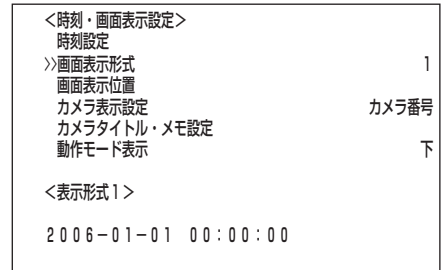 ＜時刻・画面表示設定＞
時刻設定
>>画面表示形式 1
画面表示位置
カメラ表示設定 カメラ番号
カメラタイトル・メモ設定
動作モード表示 下
＜表示形式1＞
2006−01−01 00:00:00